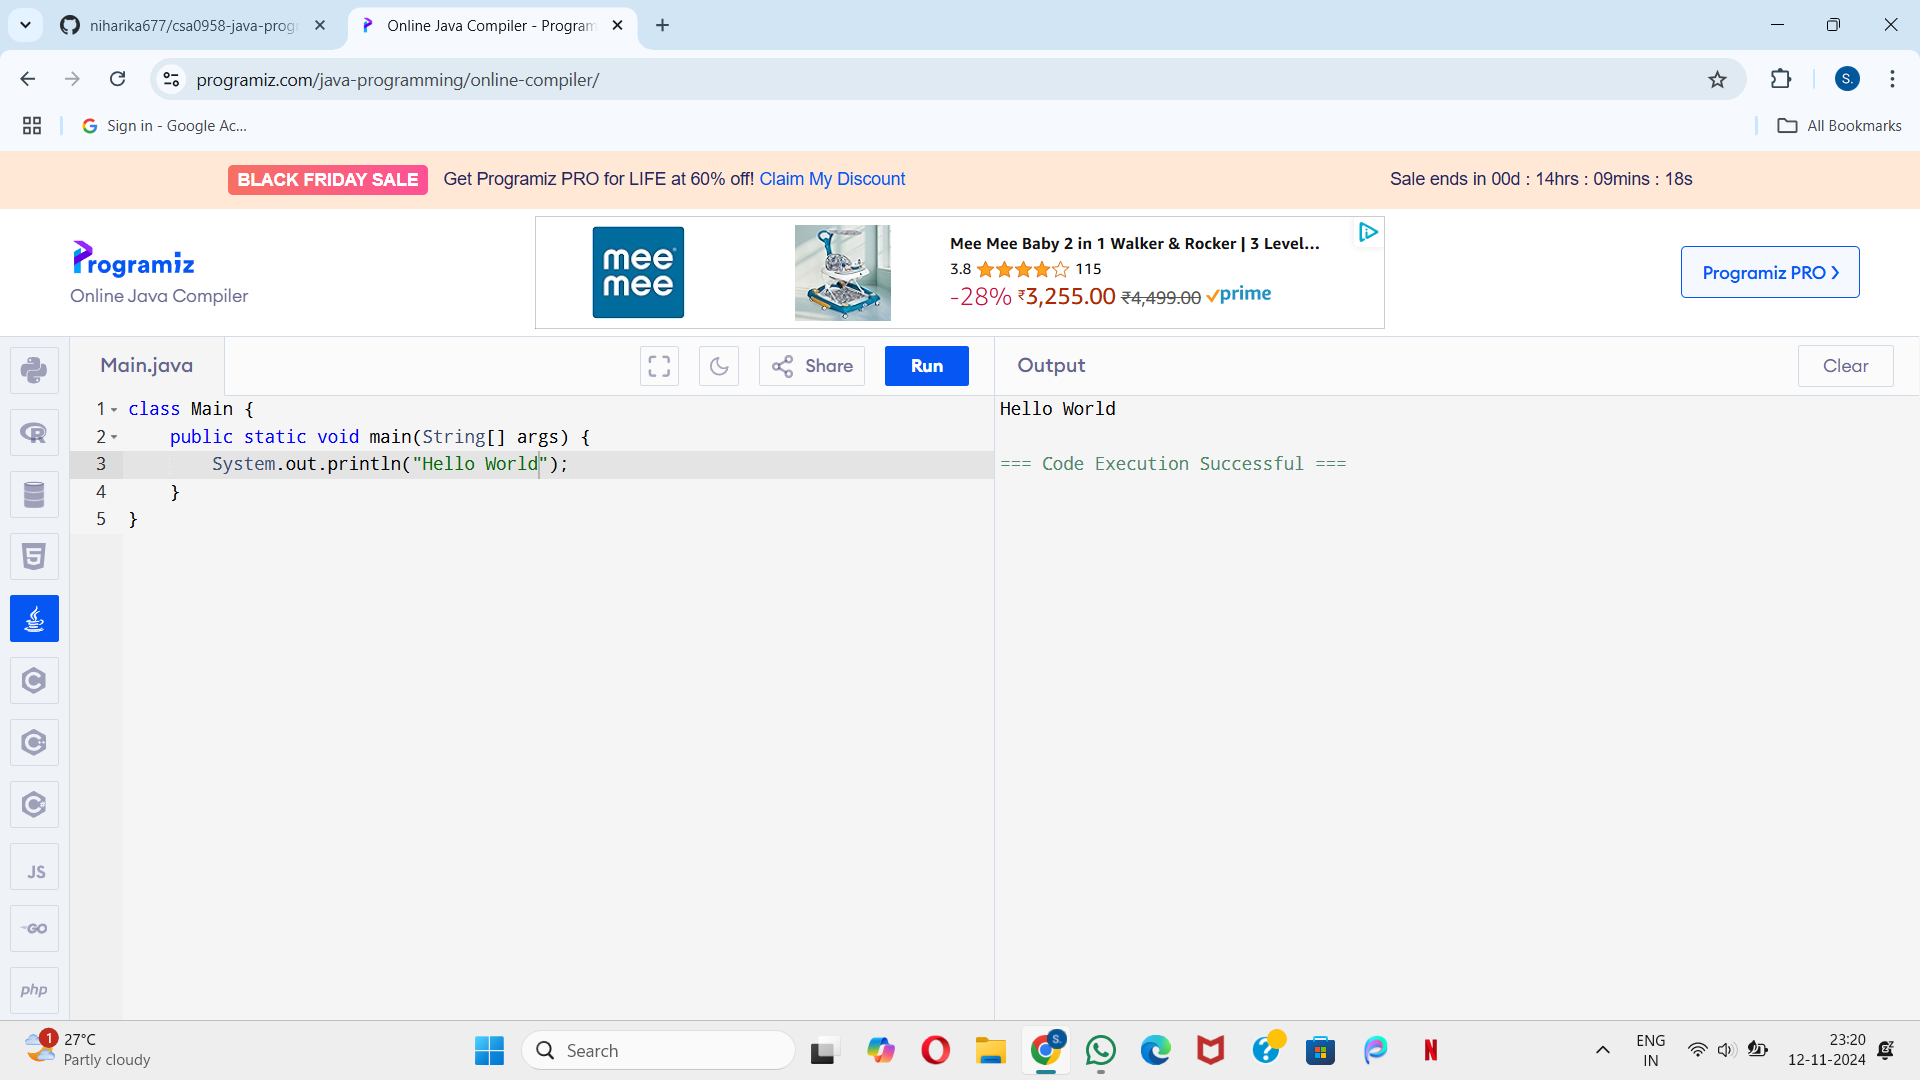 niharika677/csa0958-java-progr
Online Java Compiler - Program
programiz.com/java-programming/online-compiler/
S.
Sign in - Google Ac...
All Bookmarks
BLACK FRIDAY SALE Get Programiz PRO for LIFE at 60% off! Claim My Discount
Sale ends in 00d : 14hrs : 09mins : 18s
Programiz
Online Java Compiler
mee
mee
Mee Mee Baby 2 in 1 Walker & Rocker | 3 Level...
3.8 115
-28% ₹3,255.00 ₹4,499.00 prime
Programiz PRO
Main.java
Share
Run
Output
Clear
1 class Main {
2 public static void main(String[] args) {
3 System.out.println("Hello World");
4 }
5 }
Hello World
=== Code Execution Successful ===
R
5
C
C
C
JS
GO
php
1
27°C
Partly cloudy
Search
S.
ENG
IN
23:20
12-11-2024